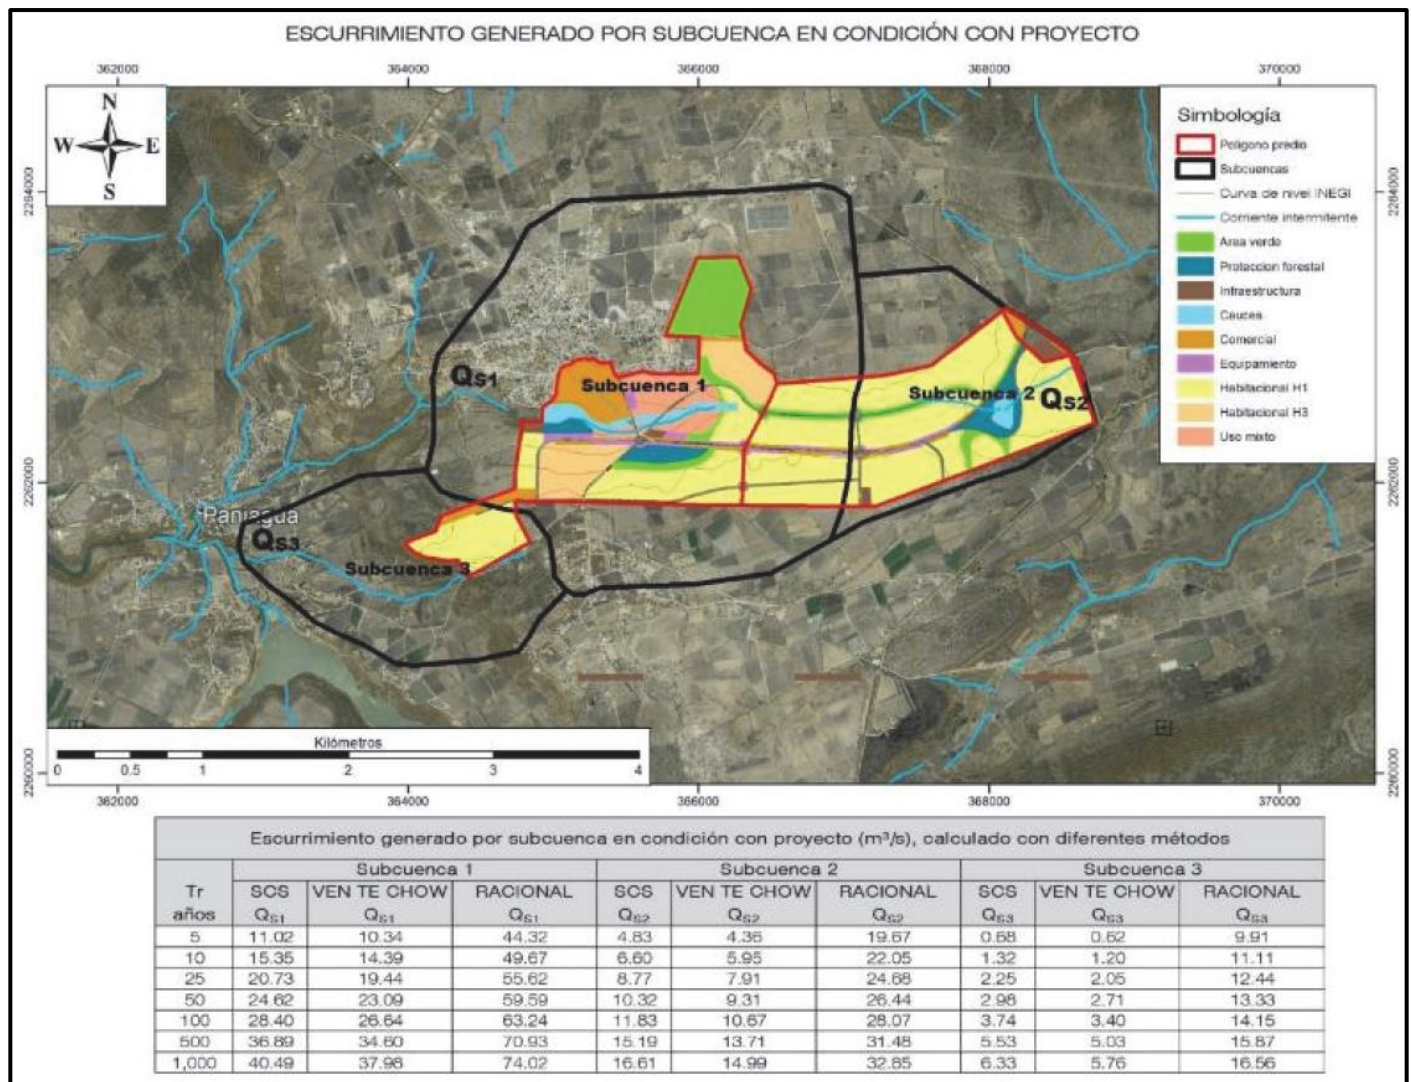 ESCURRIMIENTO GENERADO POR SUBCUENCA EN CONDICIÓN CON PROYECTO
362000 364000 366000 368000 370000
N
W E
S
2264000
2264000
2262000
2262000
2260000
2260000
Simbología
Poligono predio
Subcuencas
Curva de nivel INEGI
Corriente intermitente
Area verde
Proteccion forestal
Infraestructura
Cauces
Comercial
Equipamiento
Habitacional H1
Habitacional H3
Uso mixto
QS1
Subcuenca 1
Subcuenca 2
QS2
Paniagua
QS3
Subcuenca 3
Kilómetros
0 0.5 1 2 3 4
362000 364000 366000 368000 370000
Escurrimiento generado por subcuenca en condición con proyecto (m³/s), calculado con diferentes métodos
Subcuenca 1 Subcuenca 2 Subcuenca 3
Tr SCS VEN TE CHOW RACIONAL SCS VEN TE CHOW RACIONAL SCS VEN TE CHOW RACIONAL
años QS1 QS1 QS1 QS2 QS2 QS2 QS3 QS3 QS3
5 11.02 10.34 44.32 4.83 4.36 19.67 0.68 0.62 9.91
10 15.35 14.39 49.67 6.60 5.95 22.05 1.32 1.20 11.11
25 20.73 19.44 55.62 8.77 7.91 24.68 2.25 2.05 12.44
50 24.62 23.09 59.59 10.32 9.31 26.44 2.98 2.71 13.33
100 28.40 26.64 63.24 11.83 10.67 28.07 3.74 3.40 14.15
500 36.89 34.60 70.93 15.19 13.71 31.48 5.53 5.03 15.87
1,000 40.49 37.98 74.02 16.61 14.99 32.85 6.33 5.76 16.56